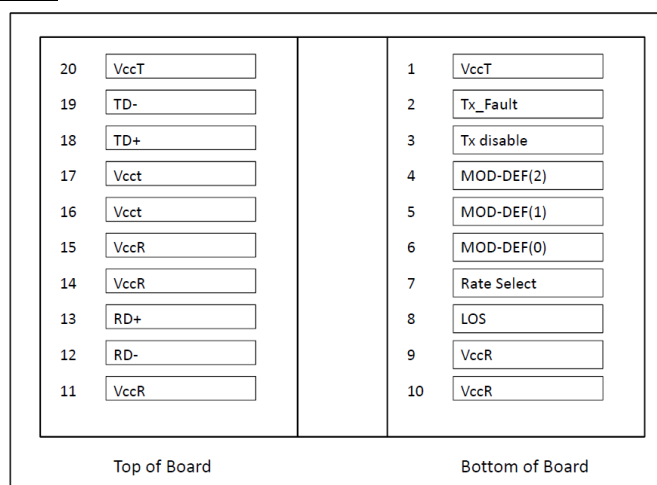 20 VccT 1 VccT
19 TD- 2 Tx_Fault
18 TD+ 3 Tx disable
17 Vcct 4 MOD-DEF(2)
16 Vcct 5 MOD-DEF(1)
15 VccR 6 MOD-DEF(0)
14 VccR 7 Rate Select
13 RD+ 8 LOS
12 RD- 9 VccR
11 VccR 10 VccR
Top of Board Bottom of Board